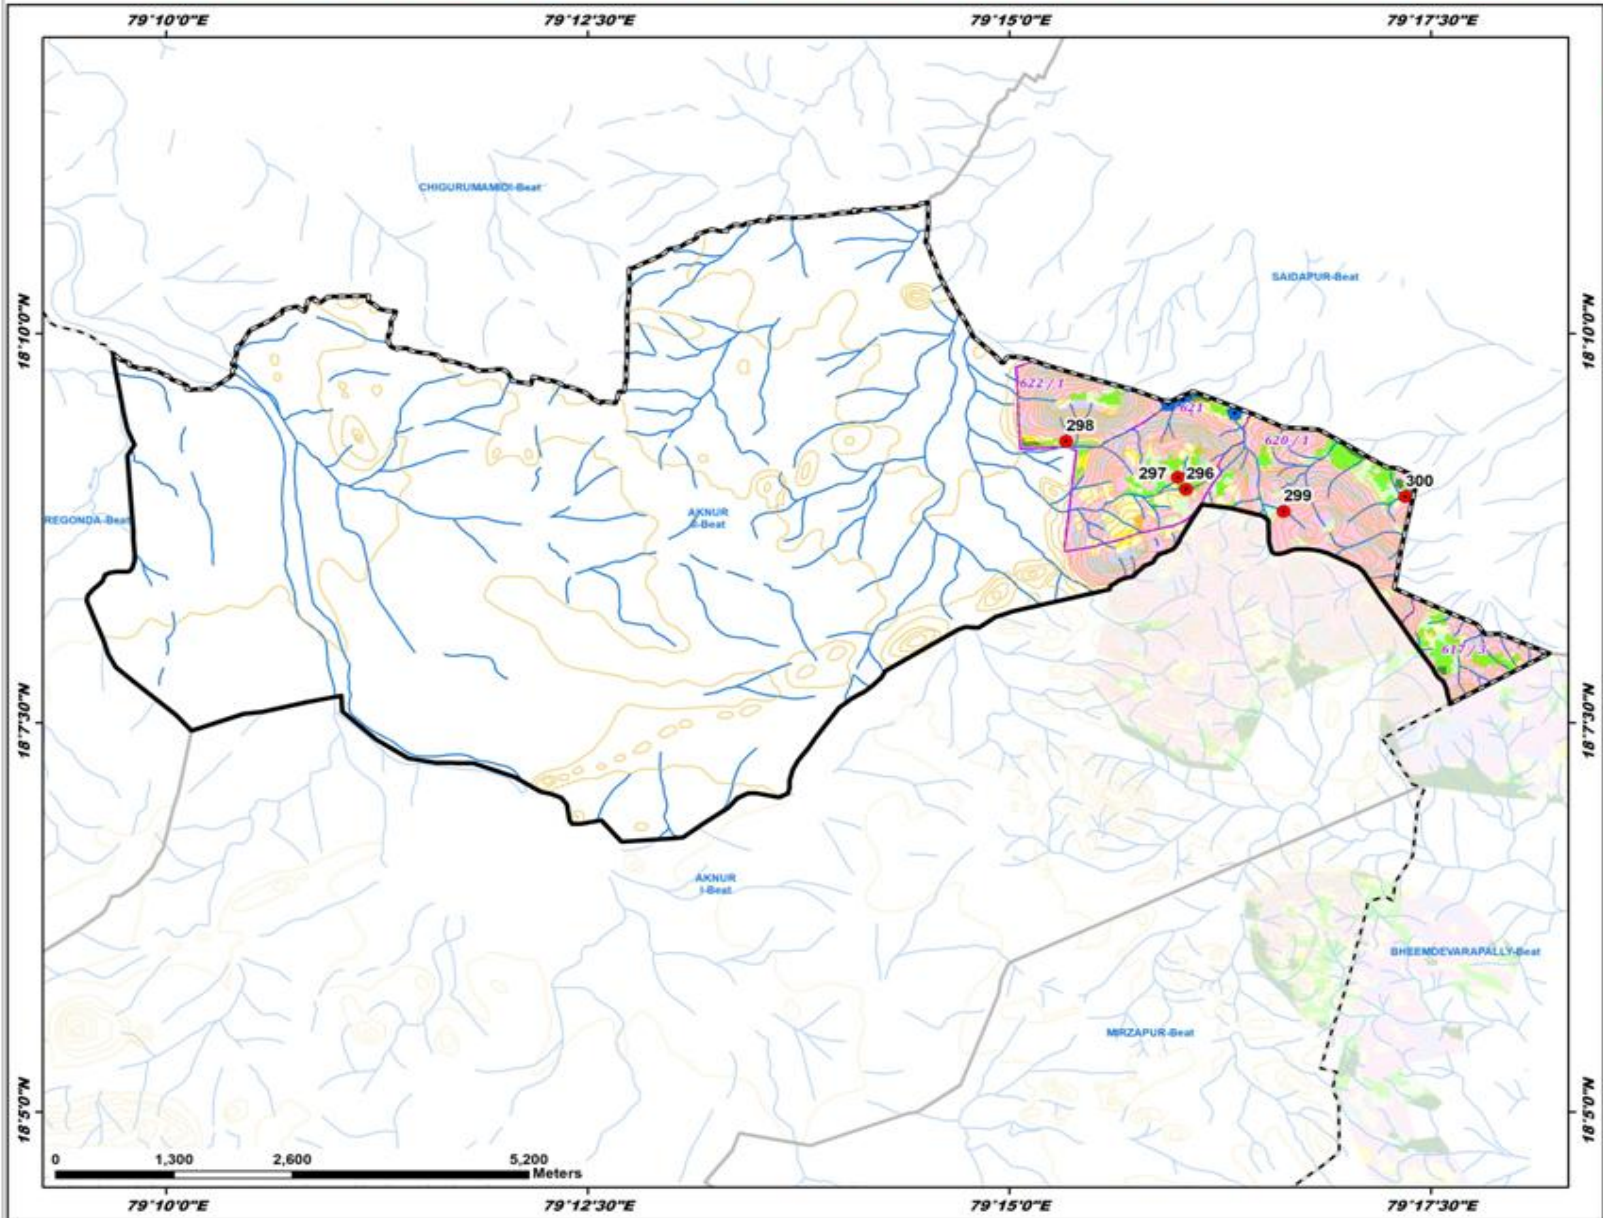 79°10'0"E
79°12'30"E
79°15'0"E
79°17'30"E
CHIGURUMAMIDI-Beat
SAIDAPUR-Beat
18°10'0"N
18°10'0"N
622 / 1
621
298
620 / 1
297
296
300
299
REGONDA-Beat
AKNUR
II-Beat
617 / 3
18°7'30"N
18°7'30"N
AKNUR
I-Beat
BHEEMDEVARAPALLY-Beat
MIRZAPUR-Beat
18°5'0"N
18°5'0"N
0
1,300
2,600
5,200
Meters
79°10'0"E
79°12'30"E
79°15'0"E
79°17'30"E